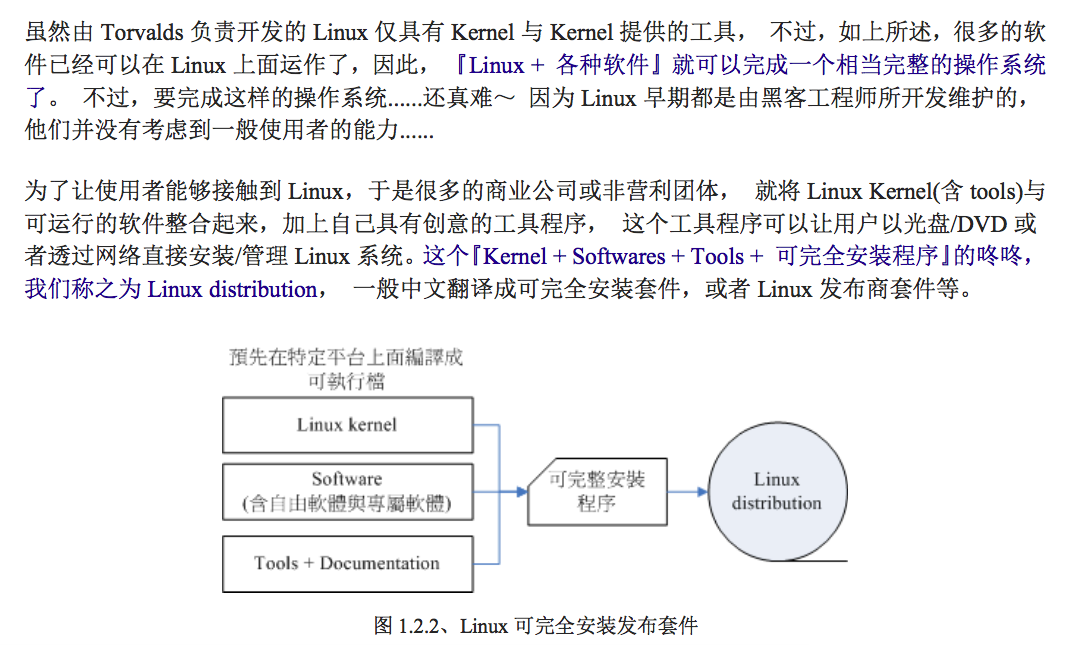 虽然由 Torvalds 负责开发的 Linux 仅具有 Kernel 与 Kernel 提供的工具， 不过，如上所述，很多的软
件已经可以在 Linux 上面运作了，因此， 『Linux + 各种软件』就可以完成一个相当完整的操作系统
了。 不过，要完成这样的操作系统......还真难～ 因为 Linux 早期都是由黑客工程师所开发维护的，
他们并没有考虑到一般使用者的能力......
为了让使用者能够接触到 Linux，于是很多的商业公司或非营利团体， 就将 Linux Kernel(含 tools)与
可运行的软件整合起来，加上自己具有创意的工具程序， 这个工具程序可以让用户以光盘/DVD 或
者透过网络直接安装/管理 Linux 系统。这个『Kernel + Softwares + Tools + 可完全安装程序』的咚咚，
我们称之为 Linux distribution， 一般中文翻译成可完全安装套件，或者 Linux 发布商套件等。
預先在特定平台上面編譯成
可執行檔
Linux kernel
Software
(含自由軟體與專屬軟體)
Tools + Documentation
可完整安裝
程序
Linux
distribution
图 1.2.2、Linux 可完全安装发布套件